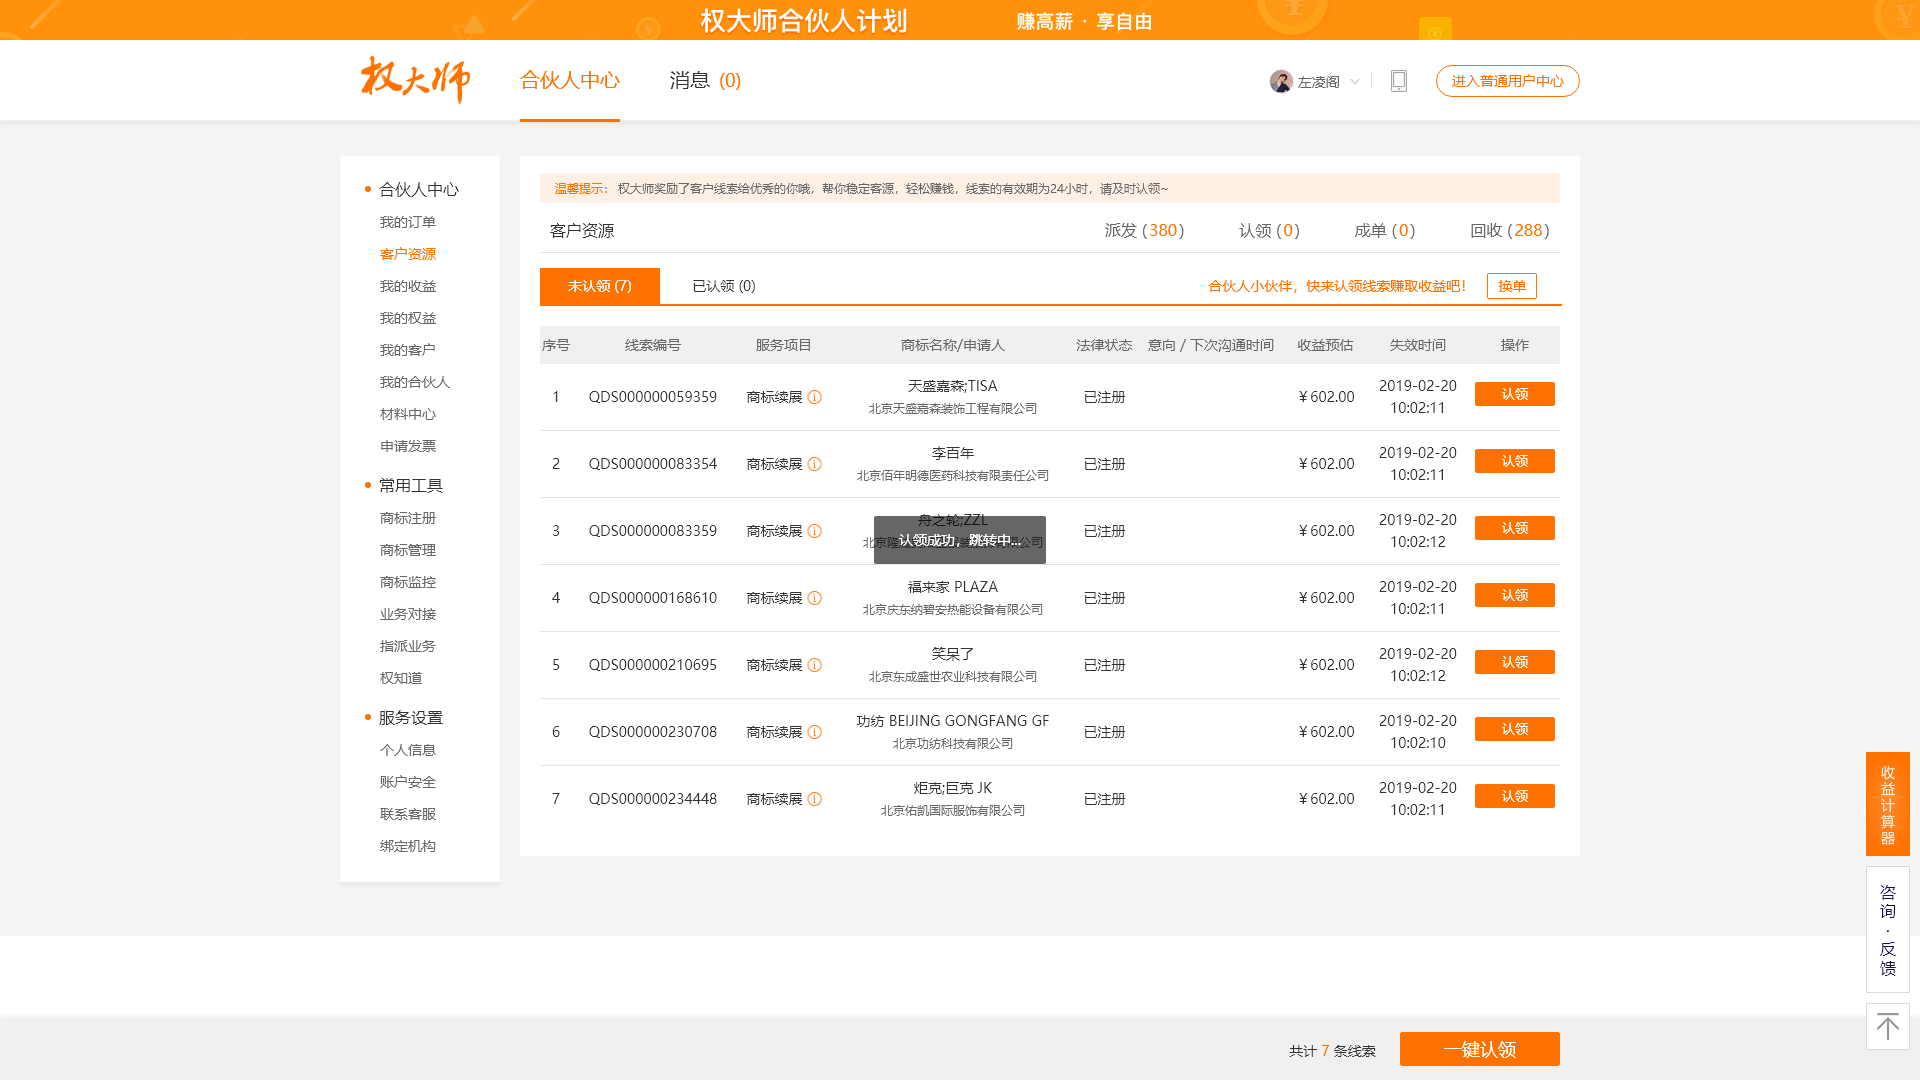 权大师合伙人计划
赚高薪 · 享自由
权大师
合伙人中心
消息 (0)
左凌阁
进入普通用户中心
合伙人中心
我的订单
客户资源
我的收益
我的权益
我的客户
我的合伙人
材料中心
申请发票
常用工具
商标注册
商标管理
商标监控
业务对接
指派业务
权知道
服务设置
个人信息
账户安全
联系客服
绑定机构
温馨提示: 权大师奖励了客户线索给优秀的你哦，帮你稳定客源，轻松赚钱，线索的有效期为24小时，请及时认领~
客户资源 派发 (380) 认领 (0) 成单 (0) 回收 (288)
未认领 (7) 已认领 (0) 合伙人小伙伴，快来认领线索赚取收益吧！ 换单
序号 线索编号 服务项目 商标名称/申请人 法律状态 意向 / 下次沟通时间 收益预估 失效时间 操作
1 QDS000000059359 商标续展 天盛嘉森;TISA 北京天盛嘉森装饰工程有限公司 已注册 ¥ 602.00 2019-02-20 10:02:11 认领
2 QDS000000083354 商标续展 李百年 北京佰年明德医药科技有限责任公司 已注册 ¥ 602.00 2019-02-20 10:02:11 认领
3 QDS000000083359 商标续展 舟之轮;ZZL 已注册 ¥ 602.00 2019-02-20 10:02:12 认领
认领成功，跳转中...
4 QDS000000168610 商标续展 福来家 PLAZA 北京庆东纳碧安热能设备有限公司 已注册 ¥ 602.00 2019-02-20 10:02:11 认领
5 QDS000000210695 商标续展 笑呆了 北京东成盛世农业科技有限公司 已注册 ¥ 602.00 2019-02-20 10:02:12 认领
6 QDS000000230708 商标续展 功纺 BEIJING GONGFANG GF 北京功纺科技有限公司 已注册 ¥ 602.00 2019-02-20 10:02:10 认领
7 QDS000000234448 商标续展 炬克;巨克 JK 北京佑凯国际服饰有限公司 已注册 ¥ 602.00 2019-02-20 10:02:11 认领
收益计算器
咨询·反馈
共计 7 条线索 一键认领